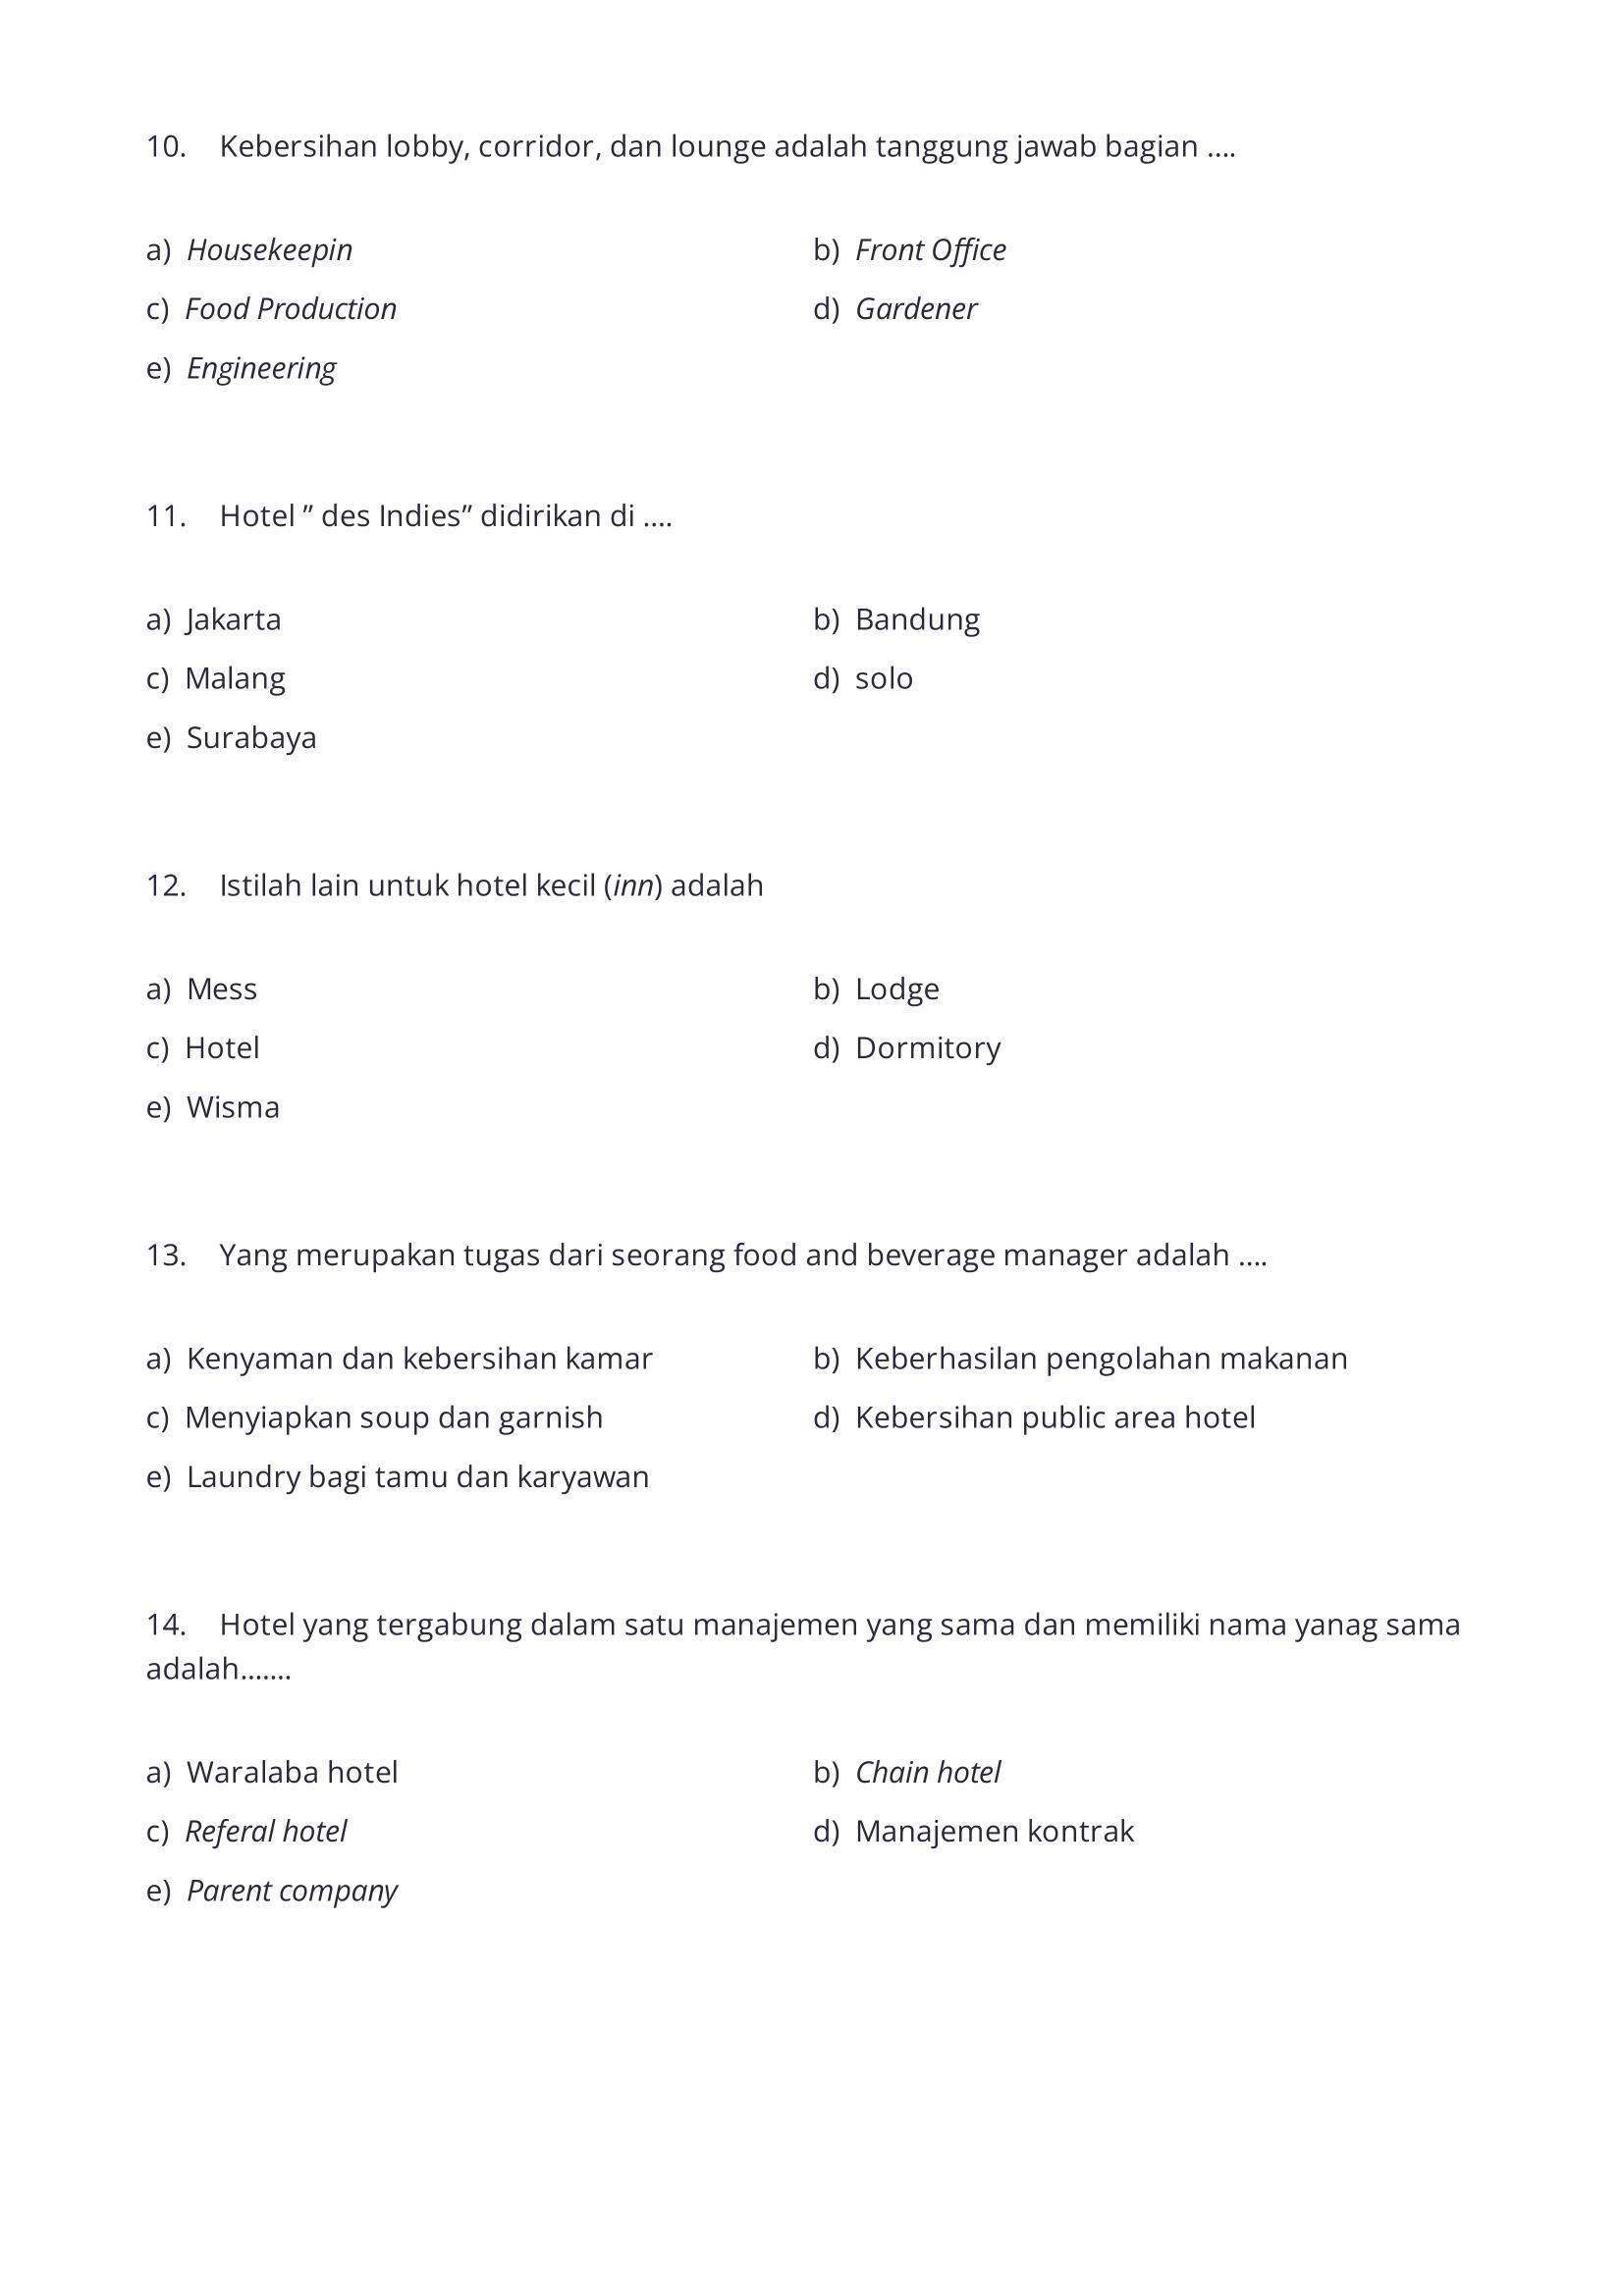 10. Kebersihan lobby, corridor, dan lounge adalah tanggung jawab bagian ....
a) Housekeepin
b) Front Office
c) Food Production
d) Gardener
e) Engineering
11. Hotel ” des Indies” didirikan di ....
a) Jakarta
b) Bandung
c) Malang
d) solo
e) Surabaya
12. Istilah lain untuk hotel kecil (inn) adalah
a) Mess
b) Lodge
c) Hotel
d) Dormitory
e) Wisma
13. Yang merupakan tugas dari seorang food and beverage manager adalah ....
a) Kenyaman dan kebersihan kamar
b) Keberhasilan pengolahan makanan
c) Menyiapkan soup dan garnish
d) Kebersihan public area hotel
e) Laundry bagi tamu dan karyawan
14. Hotel yang tergabung dalam satu manajemen yang sama dan memiliki nama yanag sama
adalah.......
a) Waralaba hotel
b) Chain hotel
c) Referal hotel
d) Manajemen kontrak
e) Parent company